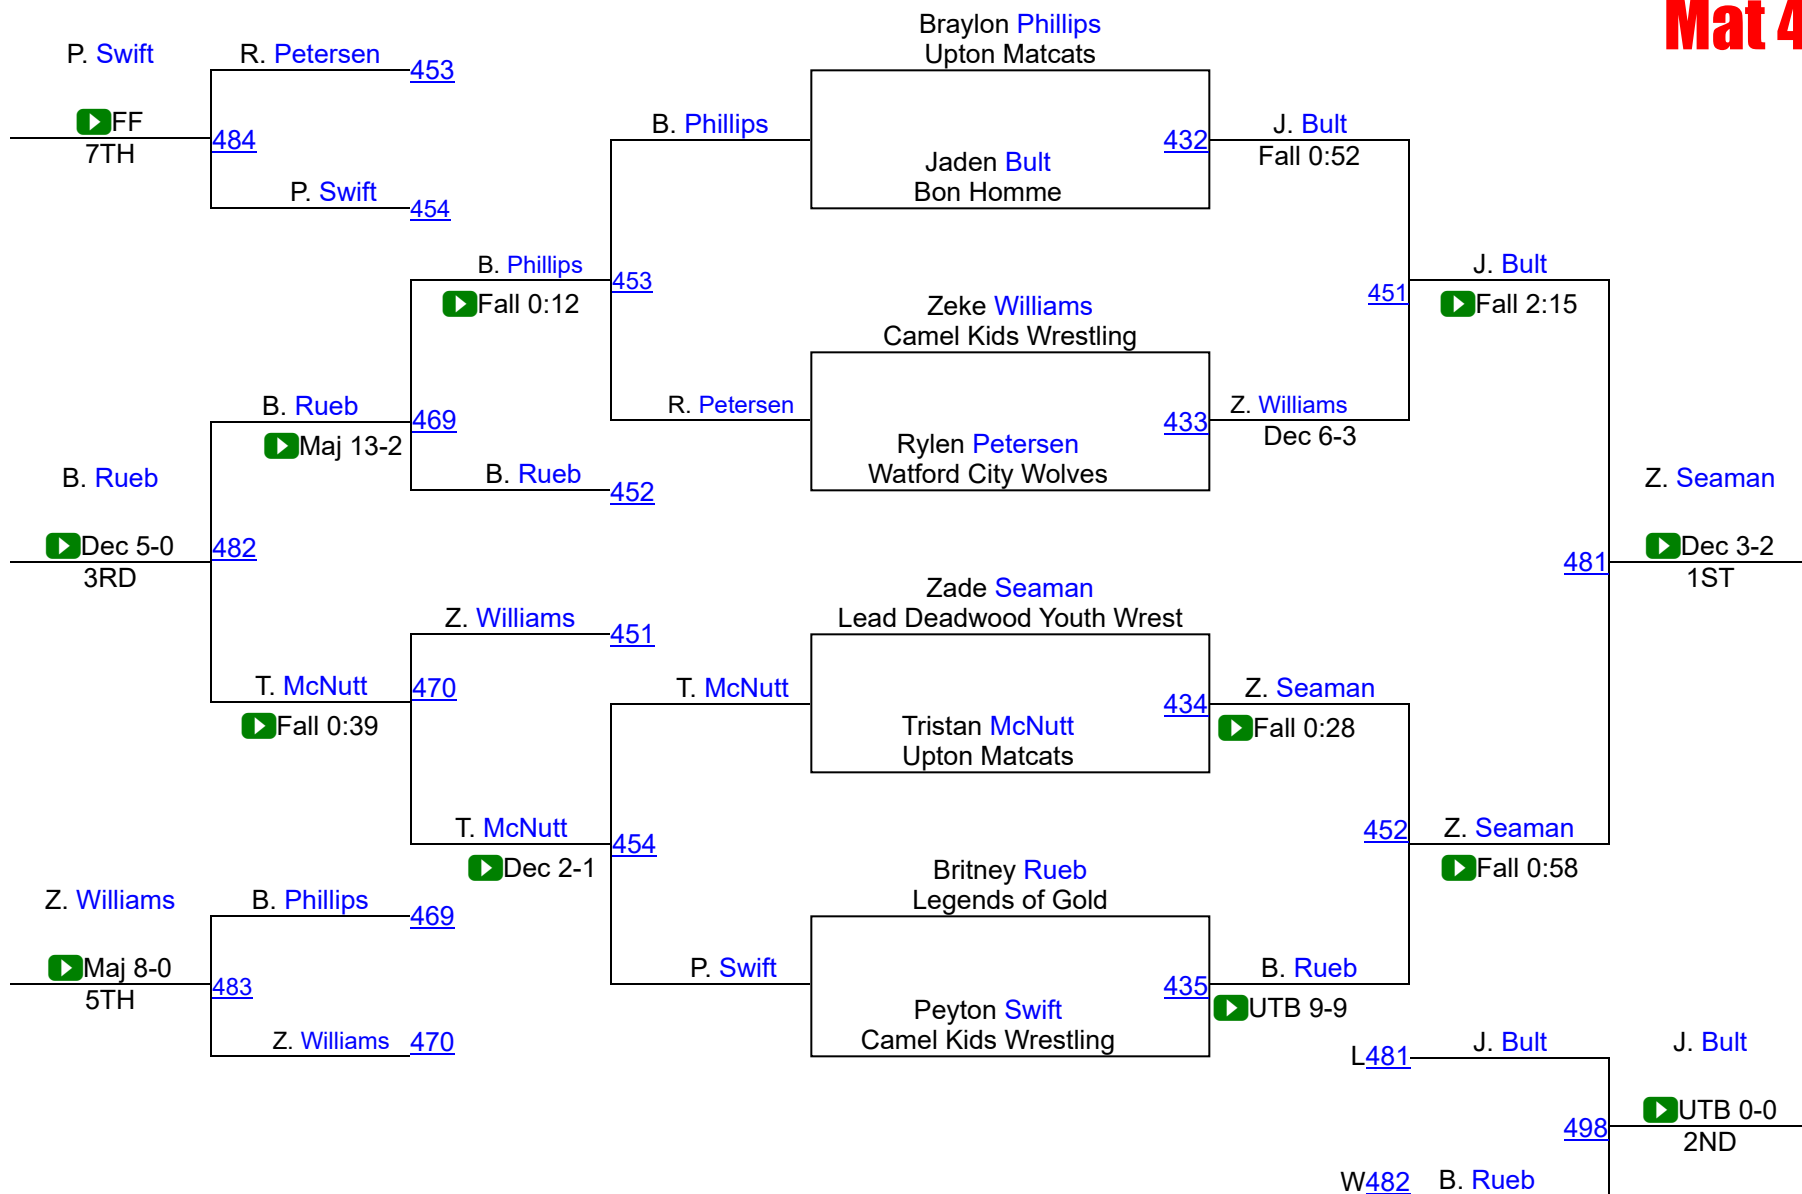 Mat 4
Braylon Phillips
Upton Matcats
P. Swift
R. Petersen
453
FF
7TH
484
P. Swift
454
B. Phillips
432
J. Bult
Fall 0:52
Jaden Bult
Bon Homme
B. Phillips
Fall 0:12
453
Zeke Williams
Camel Kids Wrestling
451
J. Bult
Fall 2:15
B. Rueb
Maj 13-2
469
R. Petersen
433
Z. Williams
Dec 6-3
Rylen Petersen
Watford City Wolves
B. Rueb
452
B. Rueb
Dec 5-0
3RD
482
Z. Seaman
481
Dec 3-2
1ST
Zade Seaman
Lead Deadwood Youth Wrest
Z. Williams
451
T. McNutt
Fall 0:39
470
T. McNutt
434
Z. Seaman
Fall 0:28
Tristan McNutt
Upton Matcats
T. McNutt
Dec 2-1
454
452
Z. Seaman
Fall 0:58
Britney Rueb
Legends of Gold
Z. Williams
B. Phillips
469
Maj 8-0
5TH
483
P. Swift
435
B. Rueb
UTB 9-9
Peyton Swift
Camel Kids Wrestling
Z. Williams
470
L481
J. Bult
J. Bult
498
UTB 0-0
2ND
W482
B. Rueb